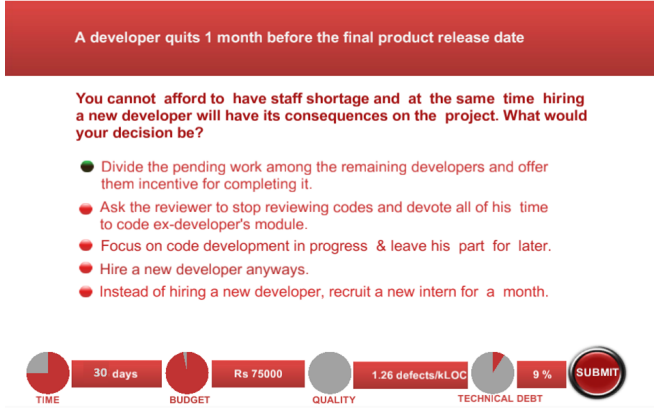 A developer quits 1 month before the final product release date
You cannot afford to have staff shortage and at the same time hiring
a new developer will have its consequences on the project. What would
your decision be?
Divide the pending work among the remaining developers and offer
them incentive for completing it.
Ask the reviewer to stop reviewing codes and devote all of his time
to code ex-developer's module.
Focus on code development in progress & leave his part for later.
Hire a new developer anyways.
Instead of hiring a new developer, recruit a new intern for a month.
30 days
Rs 75000
1.26 defects/kLOC
9 %
SUBMIT
TIME
BUDGET
QUALITY
TECHNICAL DEBT